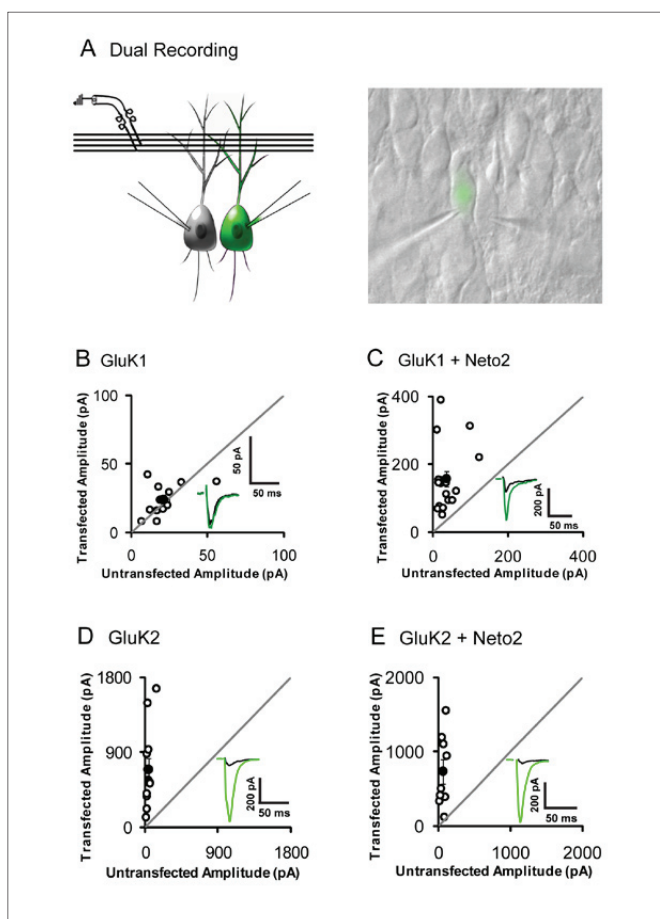 A Dual Recording
B GluK1
100
50
0
0 50 100
Transfected Amplitude (pA)
Untransfected Amplitude (pA)
50 pA
50 ms
C GluK1 + Neto2
400
300
200
100
0
0 200 400
Transfected Amplitude (pA)
Untransfected Amplitude (pA)
200 pA
50 ms
D GluK2
1800
900
0
0 900 1800
Transfected Amplitude (pA)
Untransfected Amplitude (pA)
200 pA
50 ms
E GluK2 + Neto2
2000
1000
0
0 1000 2000
Transfected Amplitude (pA)
Untransfected Amplitude (pA)
200 pA
50 ms